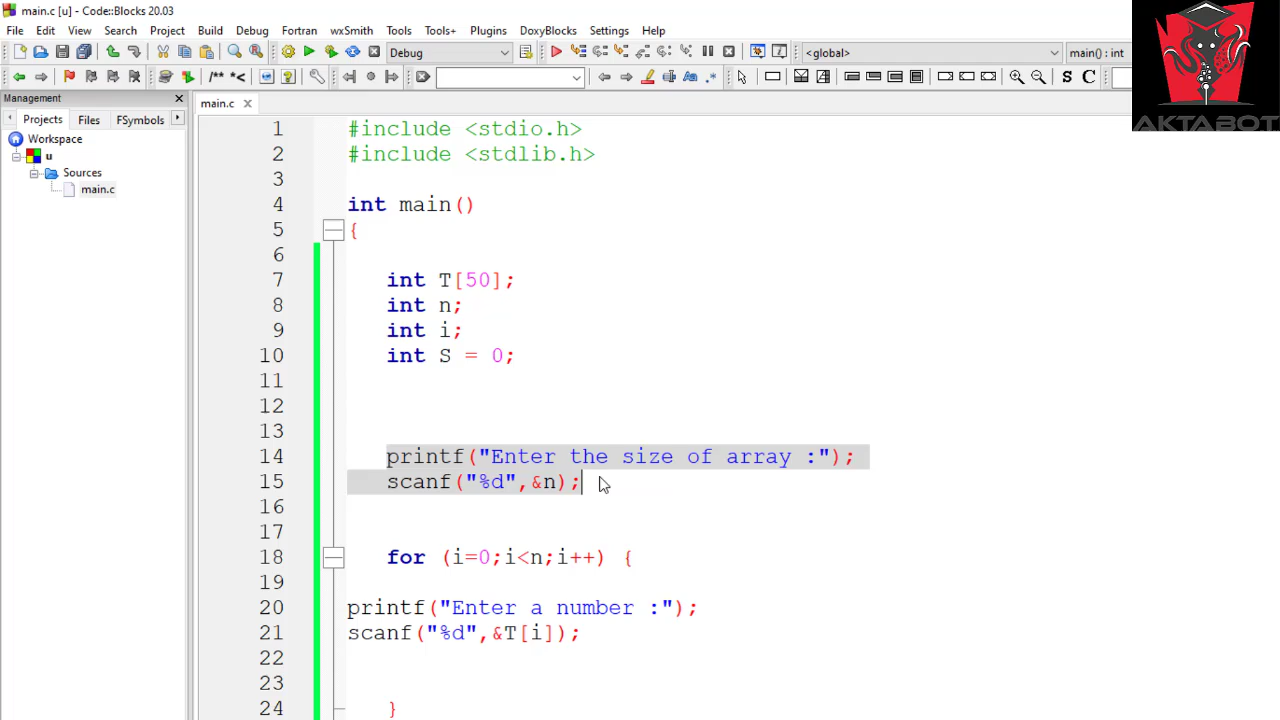 main.c [u] - Code::Blocks 20.03
File Edit View Search Project Build Debug Fortran wxSmith Tools Tools+ Plugins DoxyBlocks Settings Help
Debug <global> main() : int
/** *< S C
Management main.c
Projects Files FSymbols
Workspace
u
Sources
main.c
AKTABOT
1 #include <stdio.h>
2 #include <stdlib.h>
3
4 int main()
5 {
6
7 int T[50];
8 int n;
9 int i;
10 int S = 0;
11
12
13
14 printf("Enter the size of array :");
15 scanf("%d",&n);
16
17
18 for (i=0;i<n;i++) {
19
20 printf("Enter a number :");
21 scanf("%d",&T[i]);
22
23
24 }